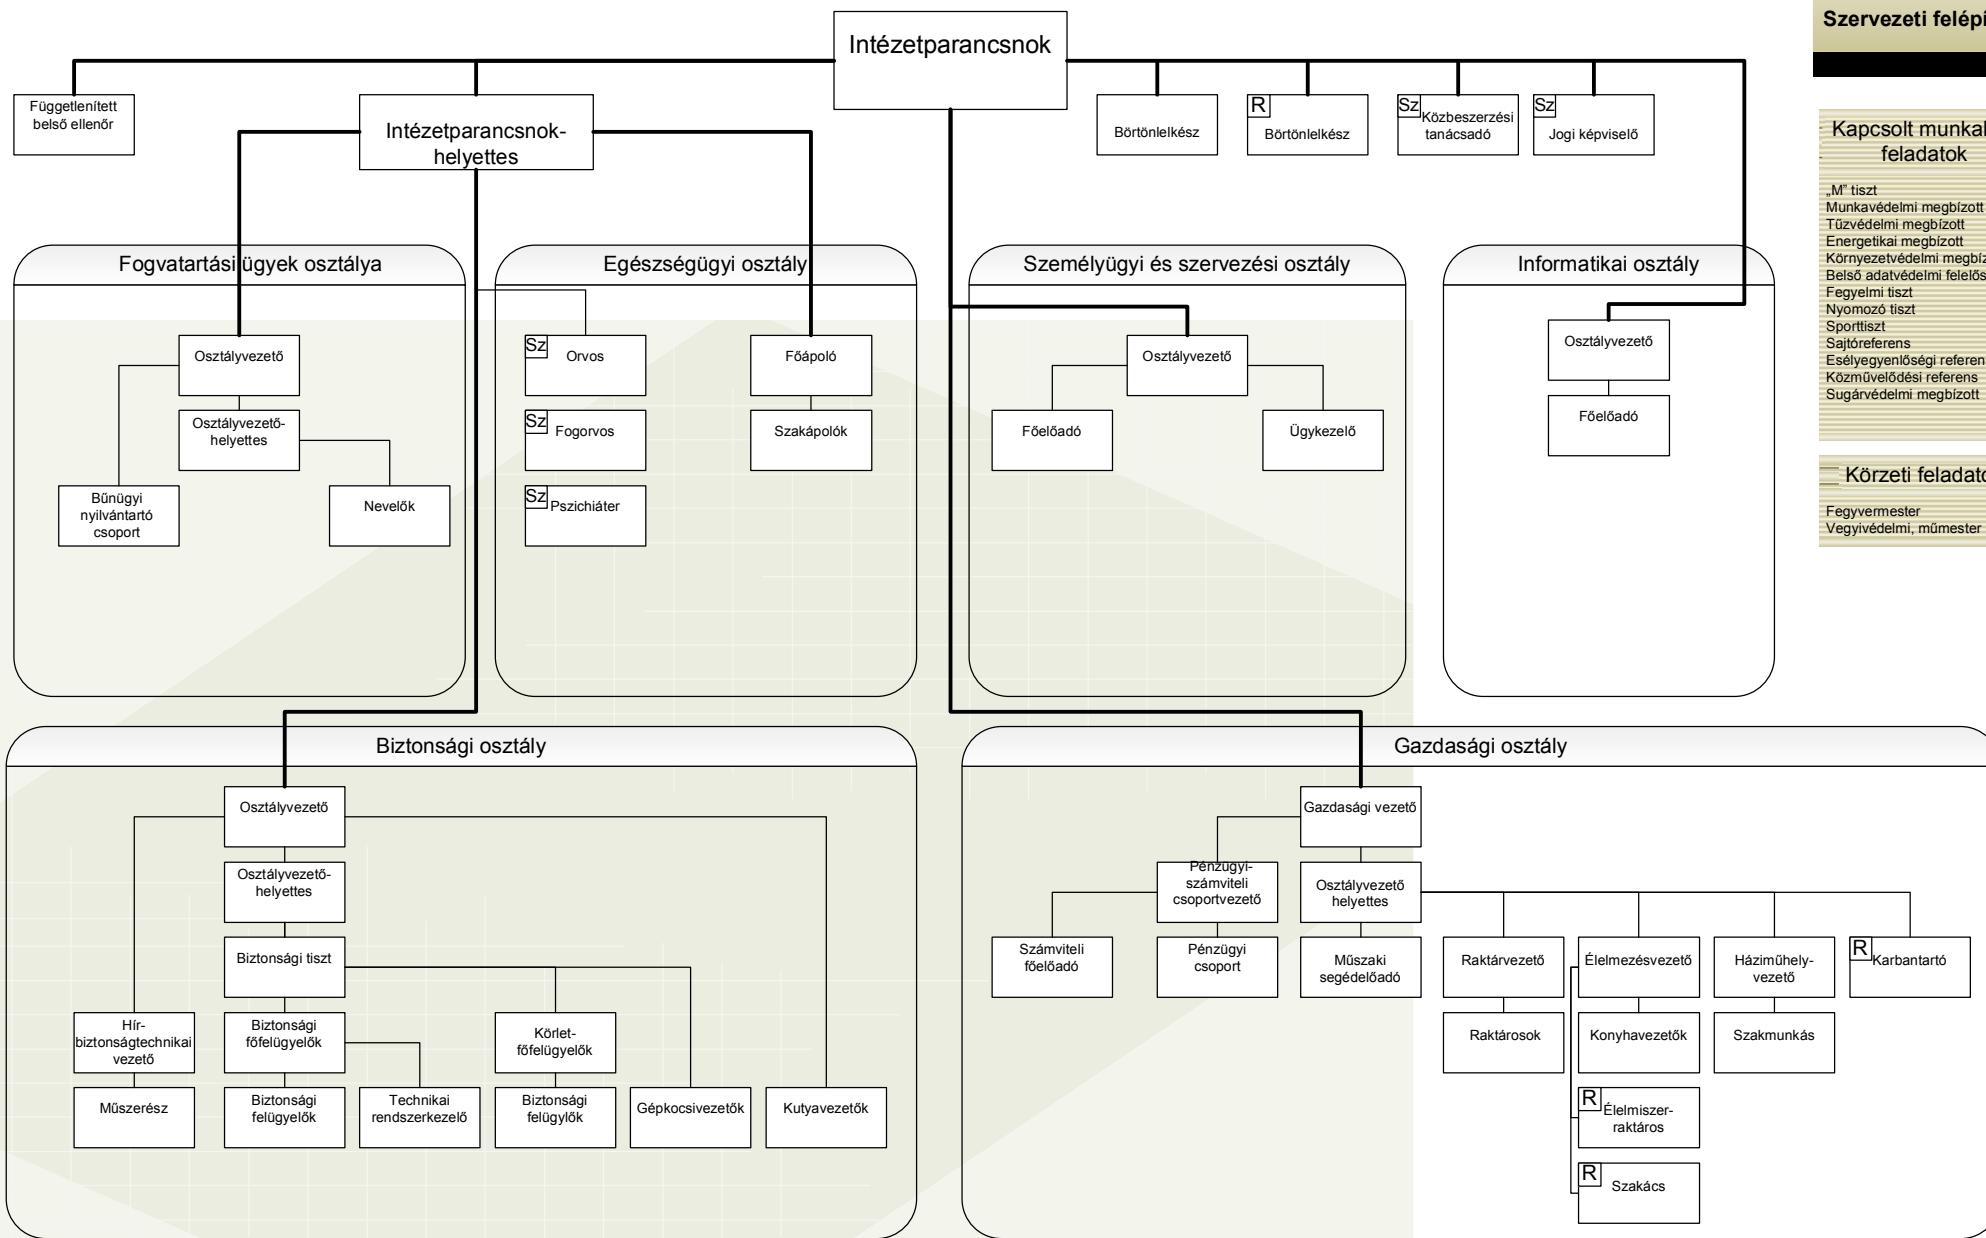 Intézetparancsnok
Szervezeti felépí
Függetlenített
belső ellenőr
Intézetparancsnok-
helyettes
Börtönlelkész
R
Börtönlelkész
Sz
Közbeszerzési
tanácsadó
Sz
Jogi képviselő
Kapcsolt munka
feladatok
„M” tiszt
Munkavédelmi megbízott
Tűzvédelmi megbízott
Energetikai megbízott
Környezetvédelmi megbíz
Belső adatvédelmi felelős
Fegyelmi tiszt
Nyomozó tiszt
Sporttiszt
Sajtóreferens
Esélyegyenlőségi referen
Közművelődési referens
Sugárvédelmi megbízott
Körzeti feladato
Fegyvermester
Vegyivédelmi, műmester
Fogvatartási ügyek osztálya
Osztályvezető
Osztályvezető-
helyettes
Bűnügyi
nyilvántartó
csoport
Nevelők
Egészségügyi osztály
Sz
Orvos
Főápoló
Sz
Fogorvos
Szakápolók
Sz
Pszichiáter
Személyügyi és szervezési osztály
Osztályvezető
Főelőadó
Ügykezelő
Informatikai osztály
Osztályvezető
Főelőadó
Biztonsági osztály
Osztályvezető
Osztályvezető-
helyettes
Biztonsági tiszt
Hír-
biztonságtechnikai
vezető
Biztonsági
főfelügyelők
Körlet-
főfelügyelők
Műszerész
Biztonsági
felügyelők
Technikai
rendszerkezelő
Biztonsági
felügylők
Gépkocsivezetők
Kutyavezetők
Gazdasági osztály
Gazdasági vezető
Pénzügyi-
számviteli
csoportvezető
Osztályvezető
helyettes
Számviteli
főelőadó
Pénzügyi
csoport
Műszaki
segédelőadó
Raktárvezető
Élelmezésvezető
Háziműhely-
vezető
R
Karbantartó
Raktárosok
Konyhavezetők
Szakmunkás
R
Élelmiszer-
raktáros
R
Szakács